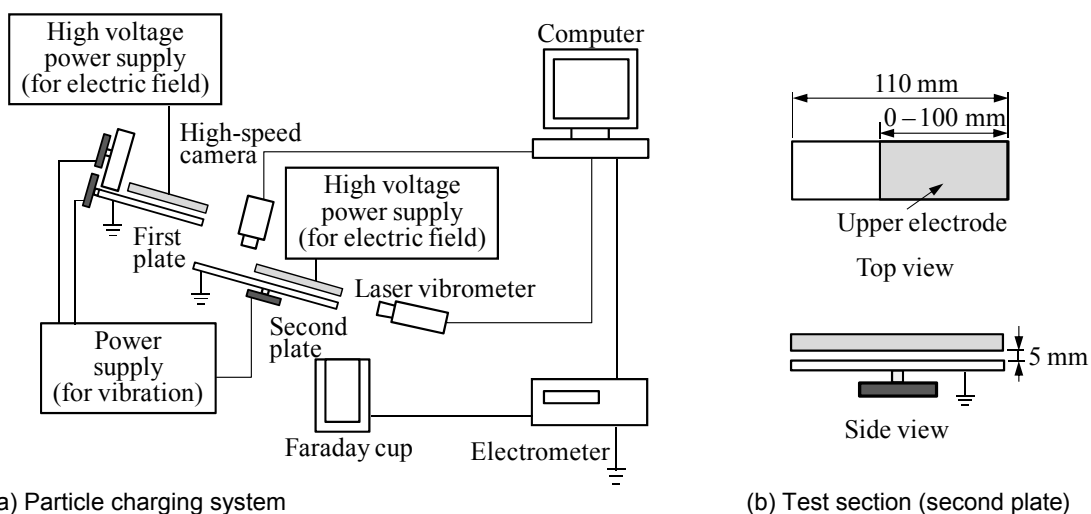 High voltage
power supply
(for electric field)
High-speed
camera
Computer
High voltage
power supply
(for electric field)
First
plate
Laser vibrometer
Second
plate
Power
supply
(for vibration)
Faraday cup
Electrometer
a) Particle charging system
110 mm
0 – 100 mm
Upper electrode
Top view
5 mm
Side view
(b) Test section (second plate)